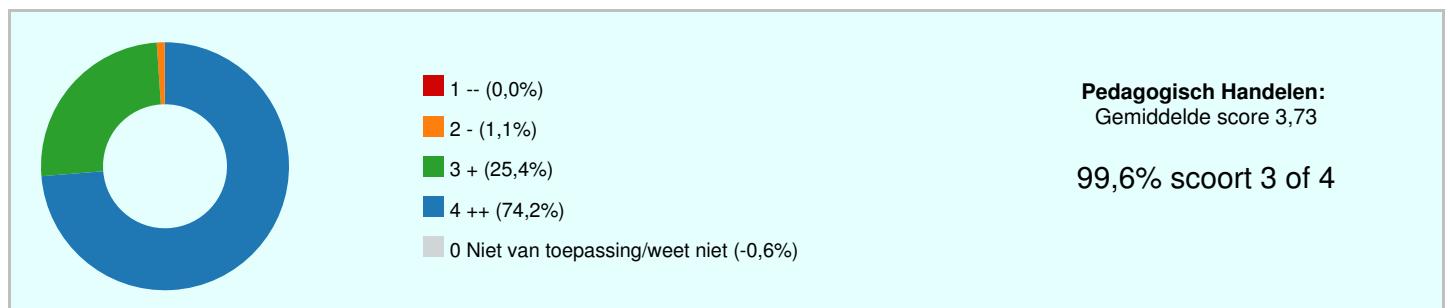 1 -- (0,0%)
2 - (1,1%)
3 + (25,4%)
4 ++ (74,2%)
0 Niet van toepassing/weet niet (-0,6%)
Pedagogisch Handelen:
Gemiddelde score 3,73
99,6% scoort 3 of 4